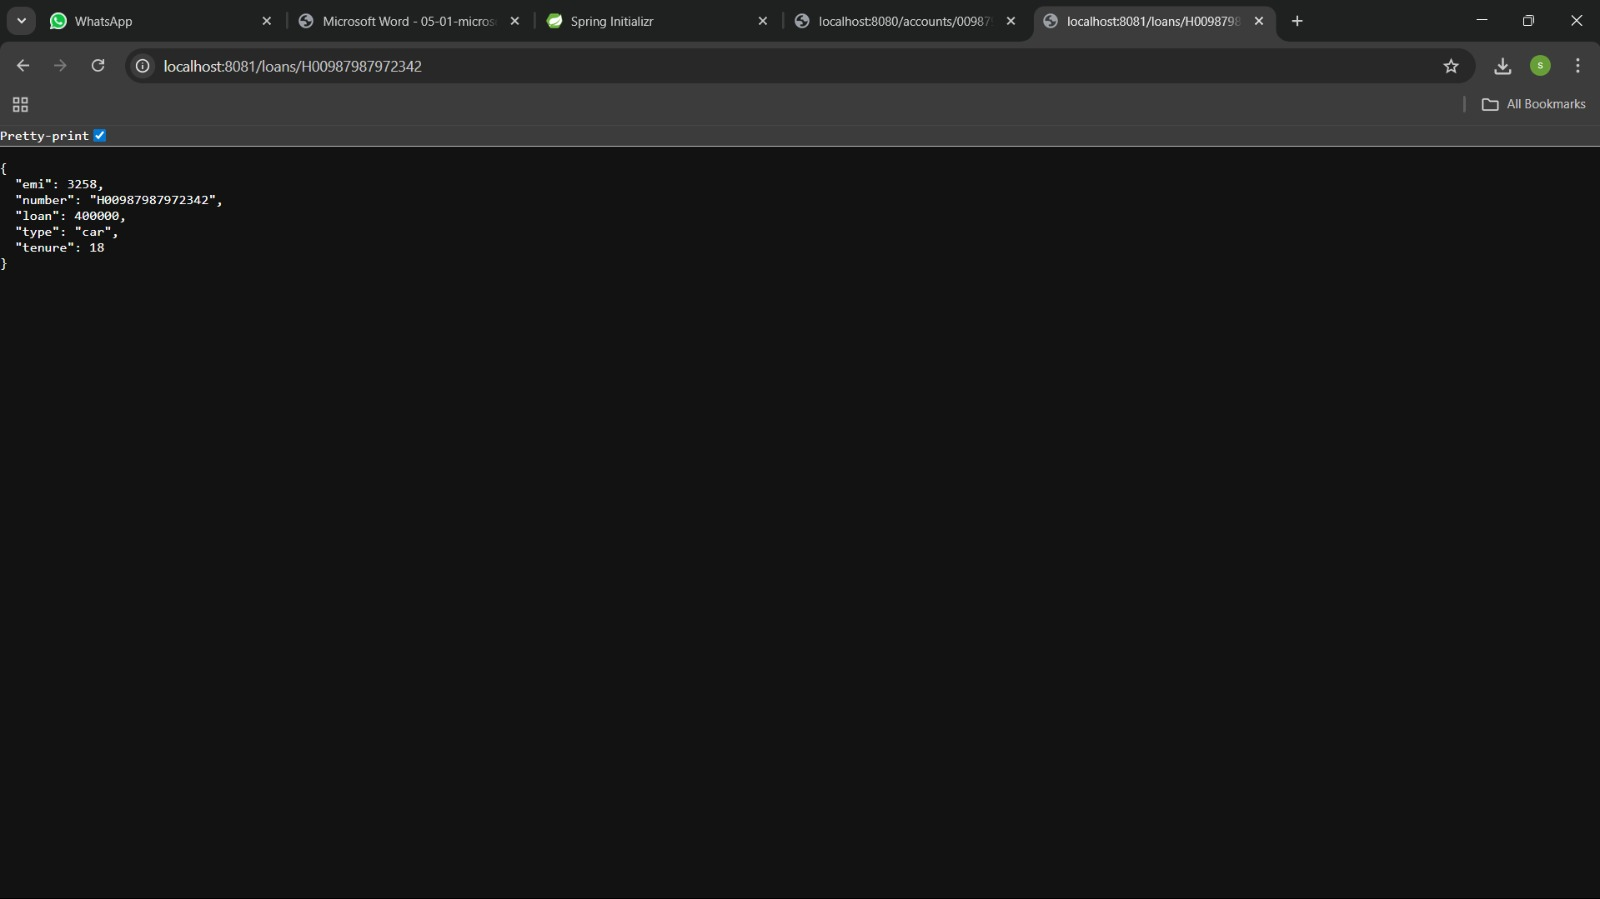 WhatsApp
Microsoft Word - 05-01-micros
Spring Initializr
localhost:8080/accounts/00987
localhost:8081/loans/H0098798
localhost:8081/loans/H00987987972342
S
All Bookmarks
Pretty-print
{
"emi": 3258,
"number": "H00987987972342",
"loan": 400000,
"type": "car",
"tenure": 18
}